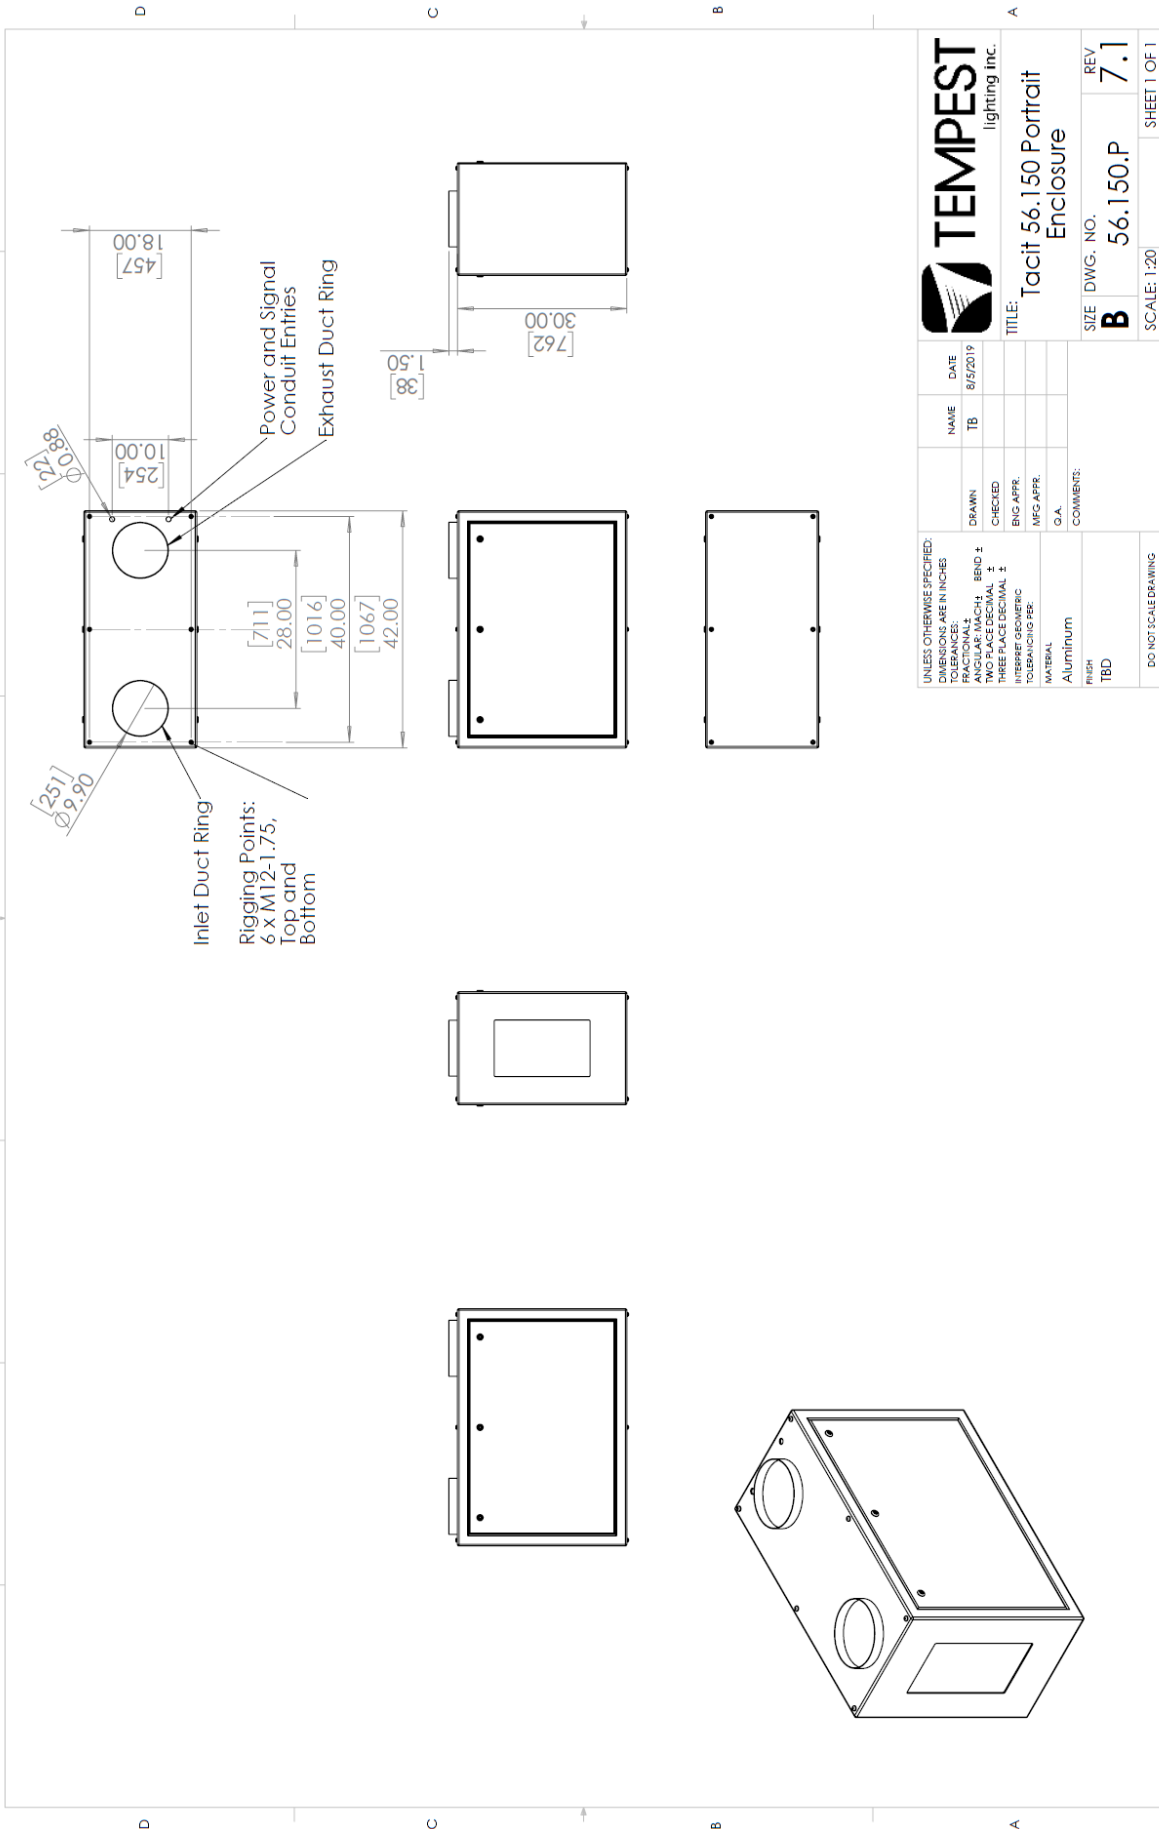 D
C
B
A
[22]
Ø0.88
[457]
18.00
[254]
10.00
Power and Signal
Conduit Entries
Exhaust Duct Ring
[711]
28.00
[1016]
40.00
[1067]
42.00
[251]
Ø9.90
Inlet Duct Ring
Rigging Points:
6 x M12-1.75,
Top and
Bottom
[38]
1.50
[762]
30.00
UNLESS OTHERWISE SPECIFIED:
DIMENSIONS ARE IN INCHES
TOLERANCES:
FRACTIONAL ±
ANGULAR: MACH ± BEND ±
TWO PLACE DECIMAL ±
THREE PLACE DECIMAL ±
INTERPRET GEOMETRIC
TOLERANCING PER:
MATERIAL
Aluminum
FINISH
TBD
DO NOT SCALE DRAWING
NAME DATE
DRAWN TB 8/5/2019
CHECKED
ENG APPR.
MFG APPR.
Q.A.
COMMENTS:
TEMPEST
lighting inc.
TITLE:
Tacit 56.150 Portrait
Enclosure
SIZE DWG. NO. REV
B 56.150.P 7.1
SCALE: 1:20 SHEET 1 OF 1
D
C
B
A